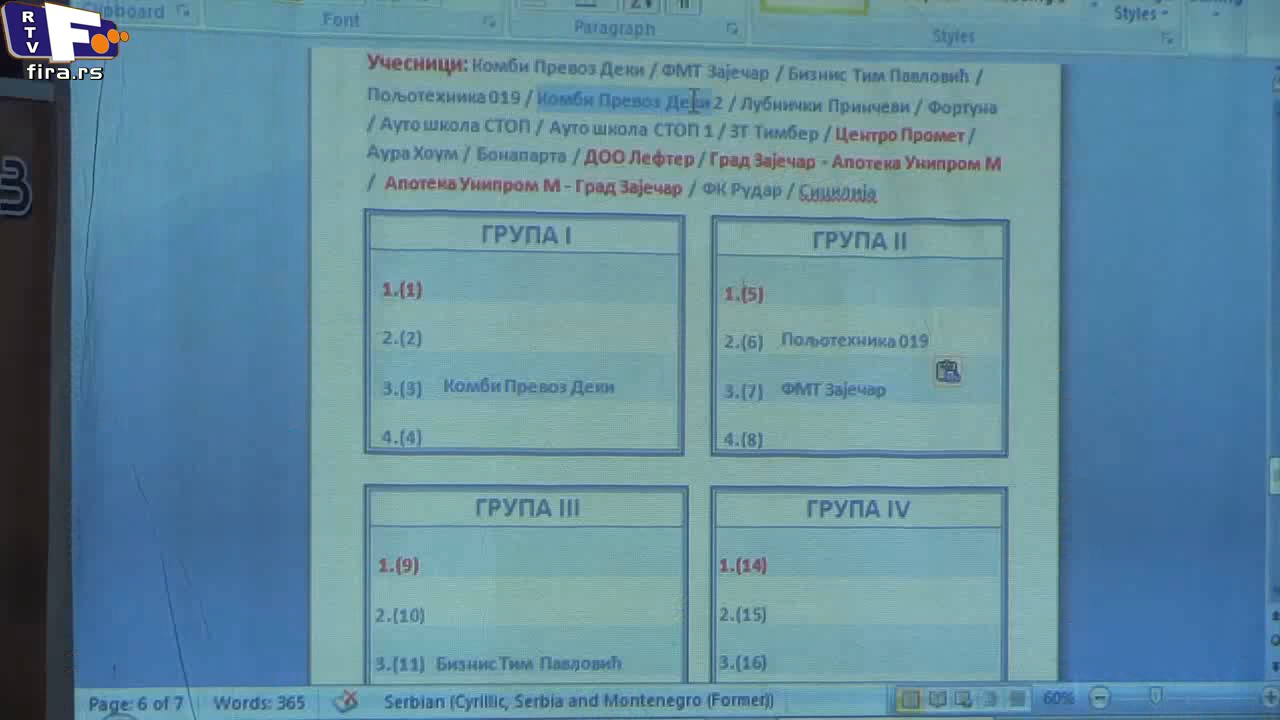 RTV F
fira.rs
Clipboard
Font
Paragraph
Styles
Styles
Учесници: Комби Превоз Деки / ФМТ Зајечар / Бизнис Тим Павловић /
Пољотехника 019 / Комби Превоз Деки 2 / Лубнички Принчеви / Фортуна
/ Ауто школа СТОП / Ауто школа СТОП 1 / ЗТ Тимбер / Центро Промет /
Аура Хоум / Бонапарта / ДОО Лефтер / Град Зајечар - Апотека Унипром М
/ Апотека Унипром М - Град Зајечар / ФК Рудар / Сицилија
ГРУПА I
1.(1)
2.(2)
3.(3) Комби Превоз Деки
4.(4)
ГРУПА II
1.(5)
2.(6) Пољотехника 019
3.(7) ФМТ Зајечар
4.(8)
ГРУПА III
1.(9)
2.(10)
3.(11) Бизнис Тим Павловић
ГРУПА IV
1.(14)
2.(15)
3.(16)
Page: 6 of 7 Words: 365 Serbian (Cyrillic, Serbia and Montenegro (Former)) 60%